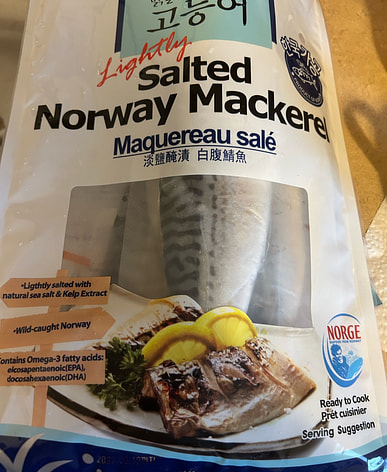 고등어
Lightly
Salted
Norway Mackerel
Maquereau salé
淡鹽醃漬 白腹鯖魚
•Ligthtly salted with
natural sea salt & Kelp Extract
•Wild-caught Norway
Contains Omega-3 fatty acids:
eicosapentaenoic(EPA),
docosahexaenoic(DHA)
NORGE
Ready to Cook
Prêt cuisinier
Serving Suggestion